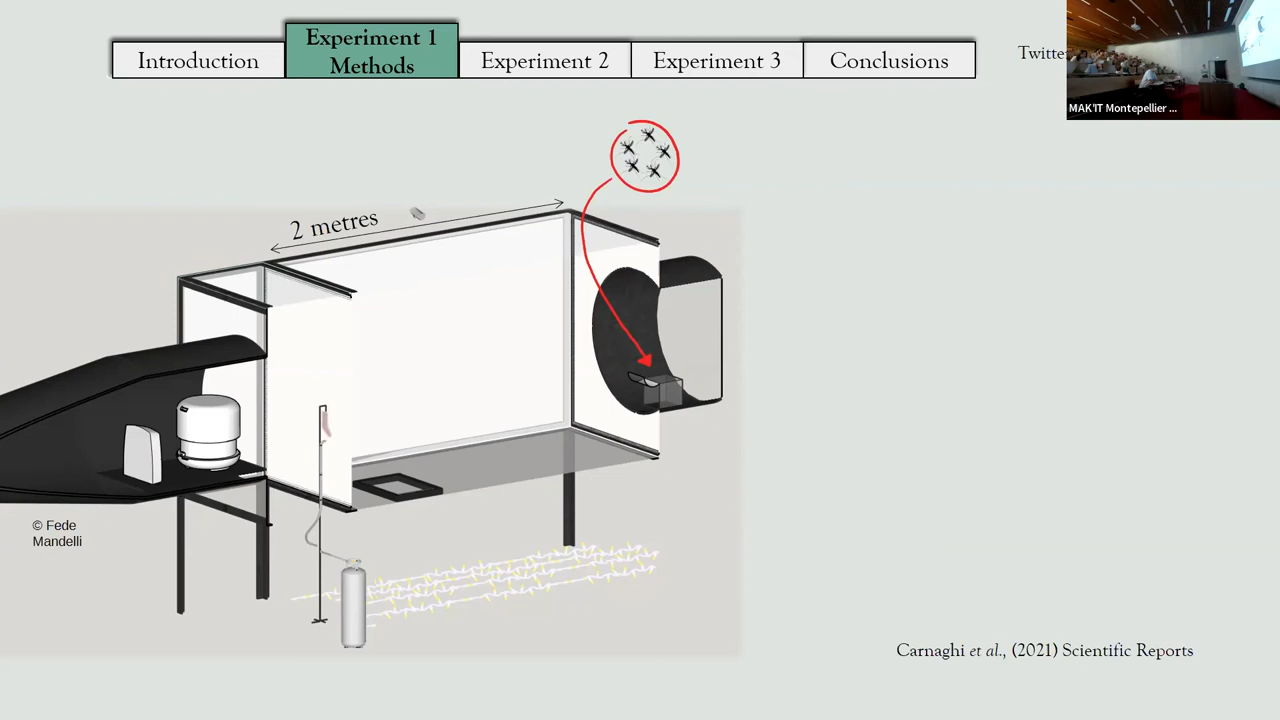 Introduction
Experiment 1
Methods
Experiment 2
Experiment 3
Conclusions
MAK'IT Montepellier ...
2 metres
© Fede
Mandelli
Carnaghi et al., (2021) Scientific Reports